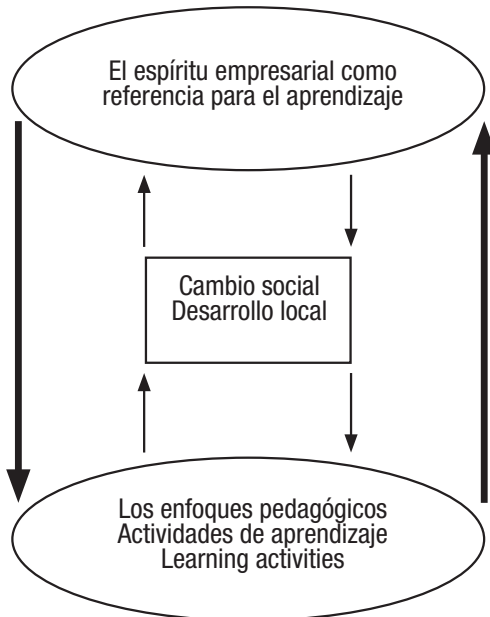 El espíritu empresarial como
referencia para el aprendizaje
Cambio social
Desarrollo local
Los enfoques pedagógicos
Actividades de aprendizaje
Learning activities